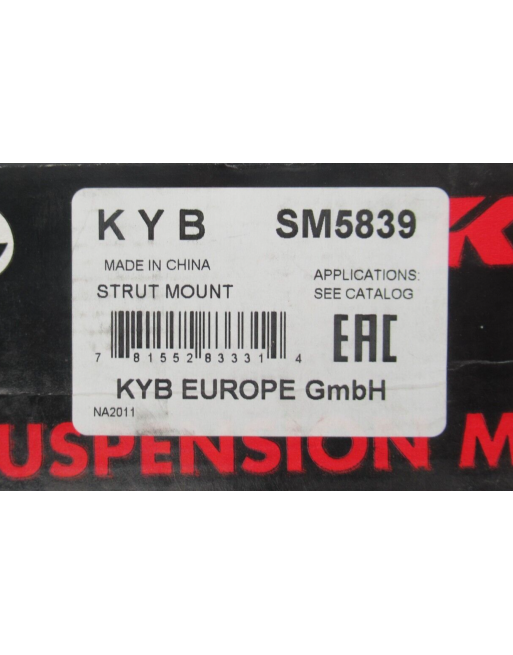 KYB SM5839
K
MADE IN CHINA
STRUT MOUNT
APPLICATIONS:
SEE CATALOG
7 81552 83331 4
EAC
KYB EUROPE GmbH
NA2011
USPENSION M